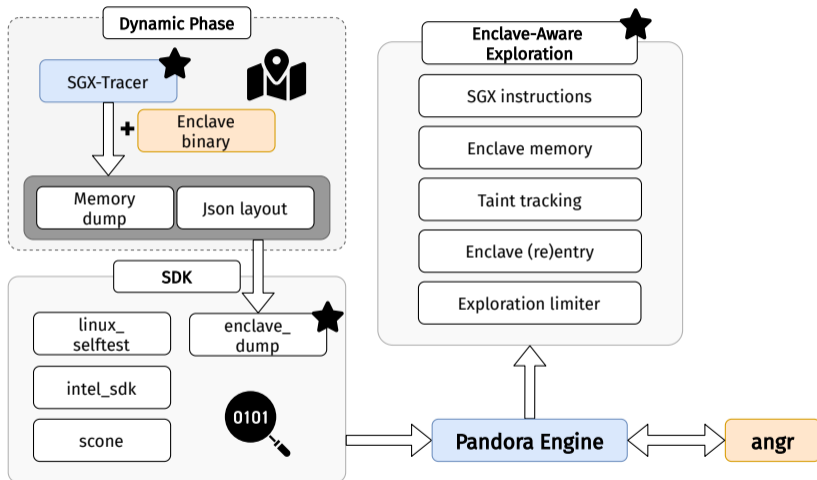 Dynamic Phase
SGX-Tracer
+
Enclave
binary
Memory
dump
Json layout
SDK
linux_
selftest
enclave_
dump
intel_sdk
scone
0101
Enclave-Aware
Exploration
SGX instructions
Enclave memory
Taint tracking
Enclave (re)entry
Exploration limiter
Pandora Engine
angr